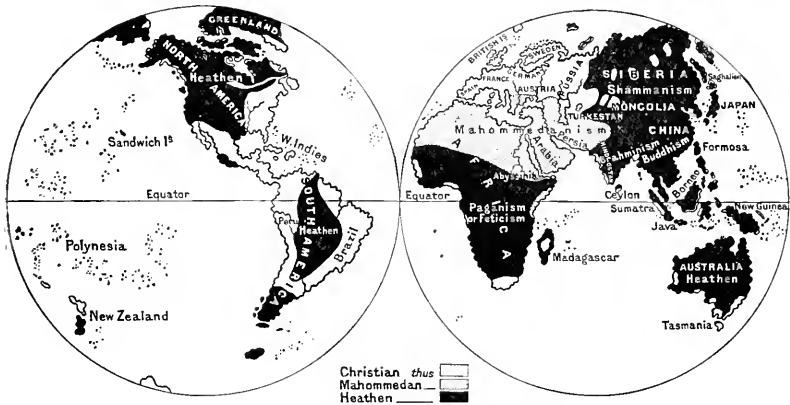 GREENLAND
NORTH AMERICA
Heathen
Sandwich Is
W. Indies
Equator
Polynesia
New Zealand
SOUTH AMERICA
Peru
Heathen
Brazil
BRITISH Is
SWEDEN
RUSSIA
GERMANY
FRANCE
SPAIN
AUSTRIA
SIBERIA
Shammanism
Saghalien
MONGOLIA
JAPAN
TURKESTAN
Mahommedanism
Persia
CHINA
Arabia
HINDOSTAN
Brahminism
Buddhism
Formosa
AFRICA
Abyssinia
Equator
Paganism
or Feticism
Ceylon
Sumatra
Borneo
Java
New Guinea
Madagascar
AUSTRALIA
Heathen
Tasmania
Christian thus
Mahommedan
Heathen